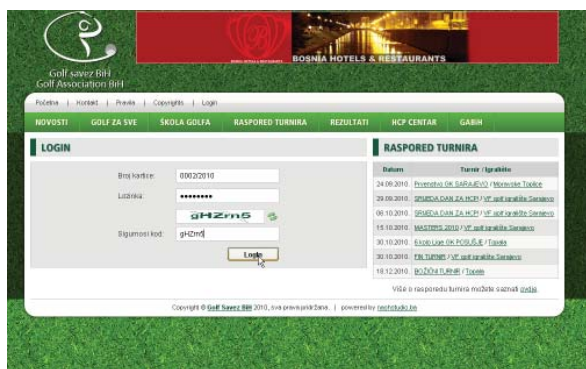 Golf savez BiH
Golf Association BiH
BOSNIA HOTELS & RESTAURANTS
Početna | Kontakt | Pravila | Copyrights | Login
NOVOSTI GOLF ZA SVE ŠKOLA GOLFA RASPORED TURNIRA REZULTATI HCP CENTAR GABIH
LOGIN
Broj kartice: 0002/2010
Lozinka: ••••••••
gHZrn5
Sigurnosni kod: gHZrn5
Login
RASPORED TURNIRA
Datum Turnir / Igralište
24.09.2010. Prvenstvo GK SARAJEVO / Moravske Toplice
29.09.2010. SRIJEDA DAN ZA HCP! / VF golf igralište Sarajevo
06.10.2010. SRIJEDA DAN ZA HCP! / VF golf igralište Sarajevo
15.10.2010. MASTERS 2010 / VF golf igralište Sarajevo
30.10.2010. 6 kolo Lige GK POSUŠJE / Topala
30.10.2010. FIN TURNIR / VF golf igralište Sarajevo
18.12.2010. BOŽIĆNI TURNIR / Topala
Više o rasporedu turnira možete saznati ovdje.
Copyright © Golf Savez BiH 2010, sva prava pridržana. | powered by